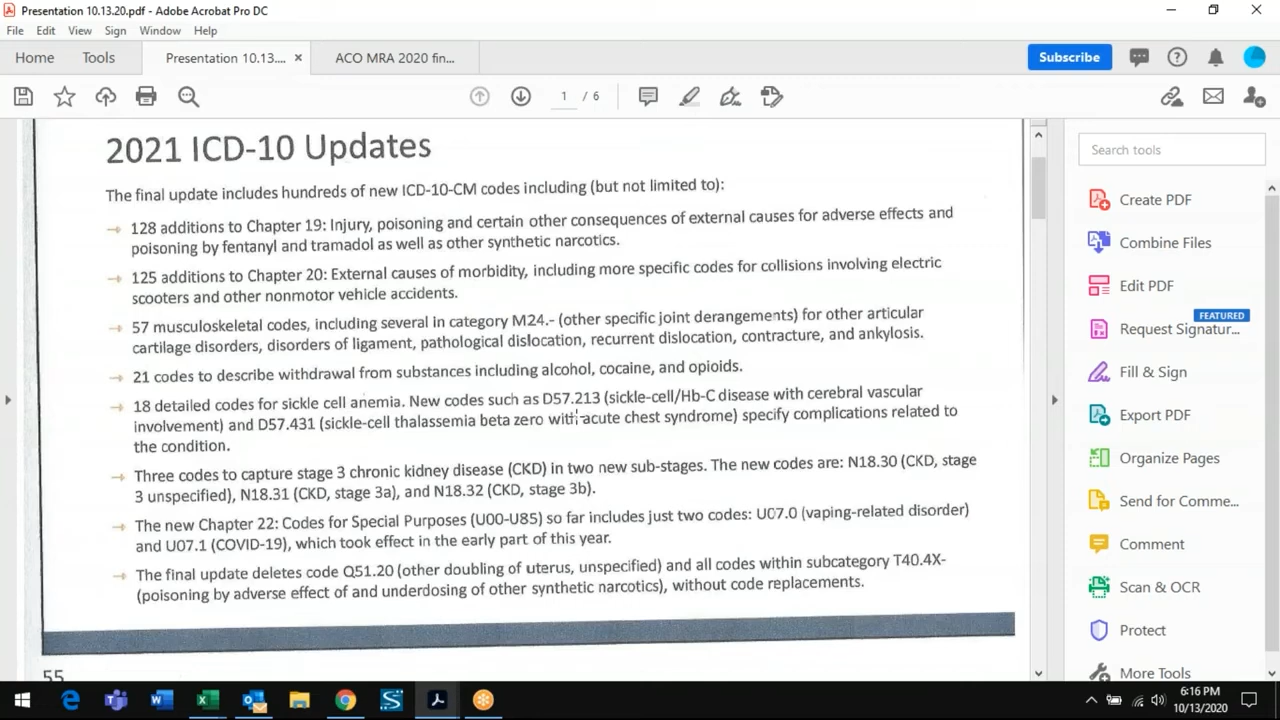 Presentation 10.13.20.pdf - Adobe Acrobat Pro DC
File Edit View Sign Window Help
Home Tools Presentation 10.13.... × ACO MRA 2020 fin... Subscribe
1 / 6
2021 ICD-10 Updates
The final update includes hundreds of new ICD-10-CM codes including (but not limited to):
128 additions to Chapter 19: Injury, poisoning and certain other consequences of external causes for adverse effects and
poisoning by fentanyl and tramadol as well as other synthetic narcotics.
125 additions to Chapter 20: External causes of morbidity, including more specific codes for collisions involving electric
scooters and other nonmotor vehicle accidents.
57 musculoskeletal codes, including several in category M24.- (other specific joint derangements) for other articular
cartilage disorders, disorders of ligament, pathological dislocation, recurrent dislocation, contracture, and ankylosis.
21 codes to describe withdrawal from substances including alcohol, cocaine, and opioids.
18 detailed codes for sickle cell anemia. New codes such as D57.213 (sickle-cell/Hb-C disease with cerebral vascular
involvement) and D57.431 (sickle-cell thalassemia beta zero with acute chest syndrome) specify complications related to
the condition.
Three codes to capture stage 3 chronic kidney disease (CKD) in two new sub-stages. The new codes are: N18.30 (CKD, stage
3 unspecified), N18.31 (CKD, stage 3a), and N18.32 (CKD, stage 3b).
The new Chapter 22: Codes for Special Purposes (U00-U85) so far includes just two codes: U07.0 (vaping-related disorder)
and U07.1 (COVID-19), which took effect in the early part of this year.
The final update deletes code Q51.20 (other doubling of uterus, unspecified) and all codes within subcategory T40.4X-
(poisoning by adverse effect of and underdosing of other synthetic narcotics), without code replacements.
55
Search tools
Create PDF
Combine Files
Edit PDF
FEATURED
Request Signatur...
Fill & Sign
Export PDF
Organize Pages
Send for Comme...
Comment
Scan & OCR
Protect
More Tools
6:16 PM
10/13/2020